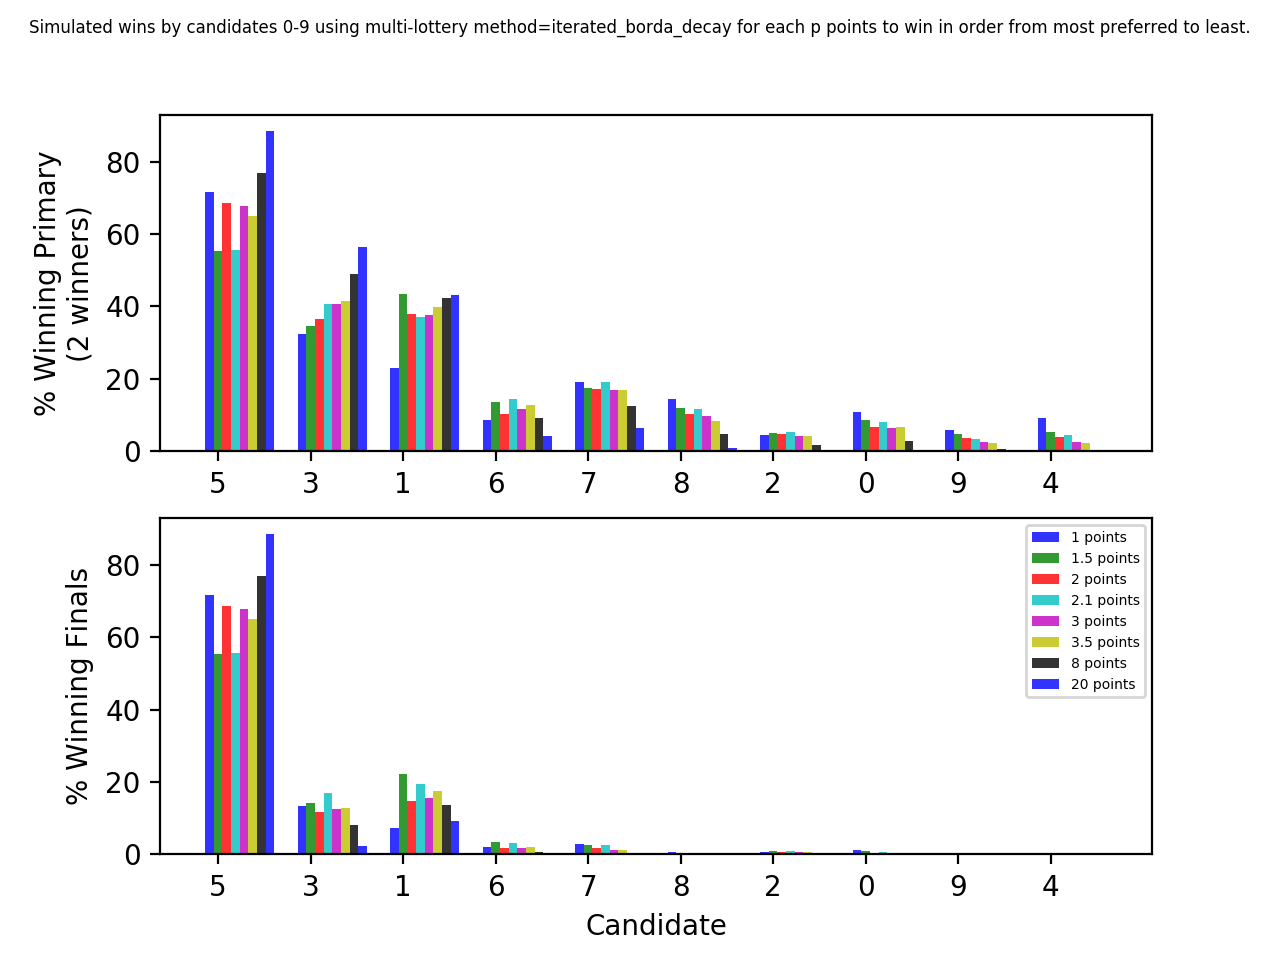 Simulated wins by candidates 0-9 using multi-lottery method=iterated_borda_decay for each p points to win in order from most preferred to least.
% Winning Primary
(2 winners)
80
60
40
20
0
5 3 1 6 7 8 2 0 9 4
% Winning Finals
80
60
40
20
0
1 points
1.5 points
2 points
2.1 points
3 points
3.5 points
8 points
20 points
5 3 1 6 7 8 2 0 9 4
Candidate